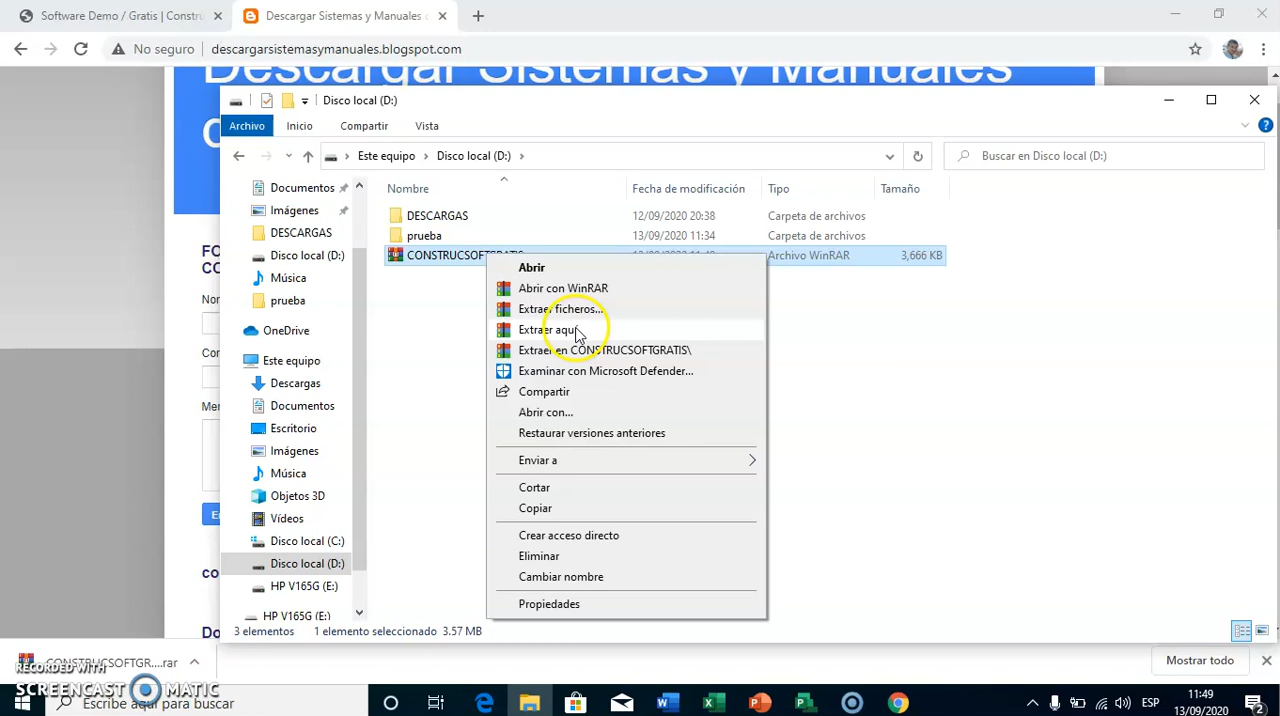 Software Demo / Gratis | Constru
Descargar Sistemas y Manuales
No seguro
descargarsistemasymanuales.blogspot.com
Descargar Sistemas y Manuales
Disco local (D:)
Archivo
Inicio
Compartir
Vista
Este equipo
Disco local (D:)
Buscar en Disco local (D:)
Nombre
Fecha de modificación
Tipo
Tamaño
DESCARGAS
12/09/2020 20:38
Carpeta de archivos
prueba
13/09/2020 11:34
Carpeta de archivos
CONSTRUCSOFTGRATIS
Archivo WinRAR
3,666 KB
Documentos
Imágenes
DESCARGAS
Disco local (D:)
Música
prueba
OneDrive
Este equipo
Descargas
Documentos
Escritorio
Imágenes
Música
Objetos 3D
Vídeos
Disco local (C:)
Disco local (D:)
HP V165G (E:)
HP V165G (E:)
Abrir
Abrir con WinRAR
Extraer ficheros...
Extraer aquí
Extraer en CONSTRUCSOFTGRATIS\
Examinar con Microsoft Defender...
Compartir
Abrir con...
Restaurar versiones anteriores
Enviar a
Cortar
Copiar
Crear acceso directo
Eliminar
Cambiar nombre
Propiedades
3 elementos
1 elemento seleccionado 3.57 MB
CONSTRUCSOFTGR....rar
Mostrar todo
RECORDED WITH
SCREENCAST MATIC
Escribe aquí para buscar
ESP
11:49
13/09/2020
2